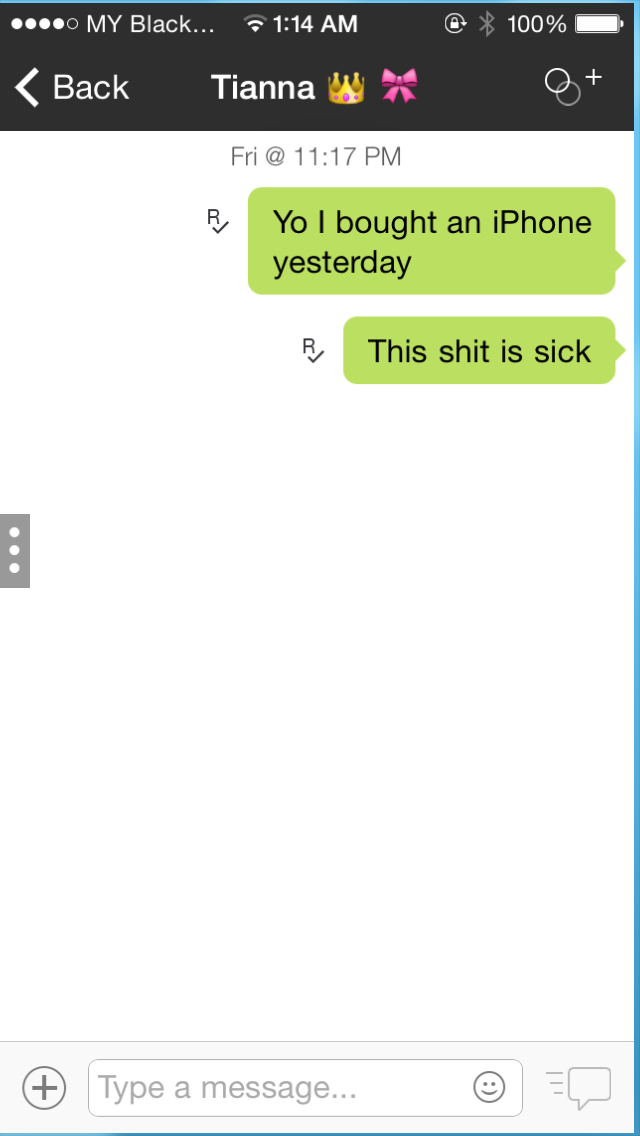 MY Black... 1:14 AM 100%
Back Tianna 👑 🎀
Fri @ 11:17 PM
R Yo I bought an iPhone
yesterday
R This shit is sick
Type a message...